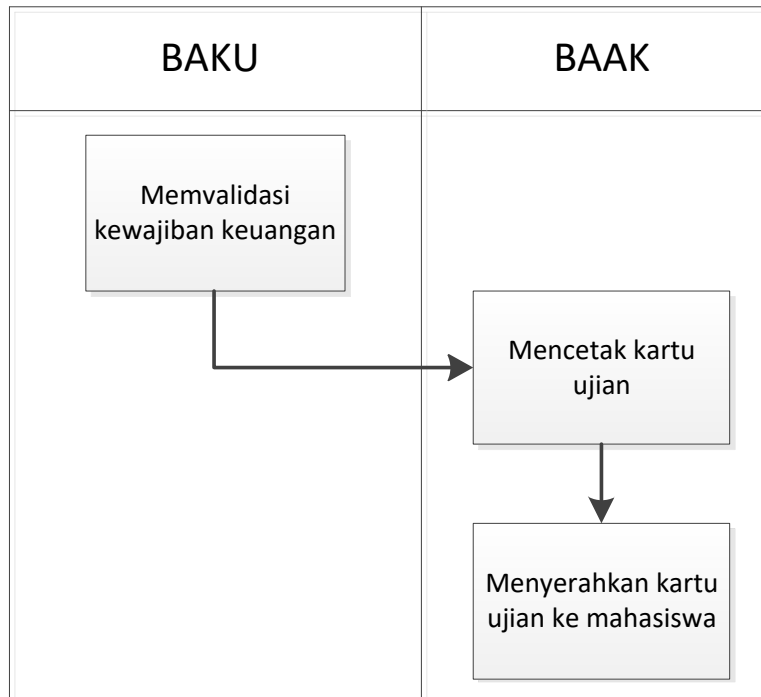 BAKU
BAAK
Memvalidasi
kewajiban keuangan
Mencetak kartu
ujian
Menyerahkan kartu
ujian ke mahasiswa